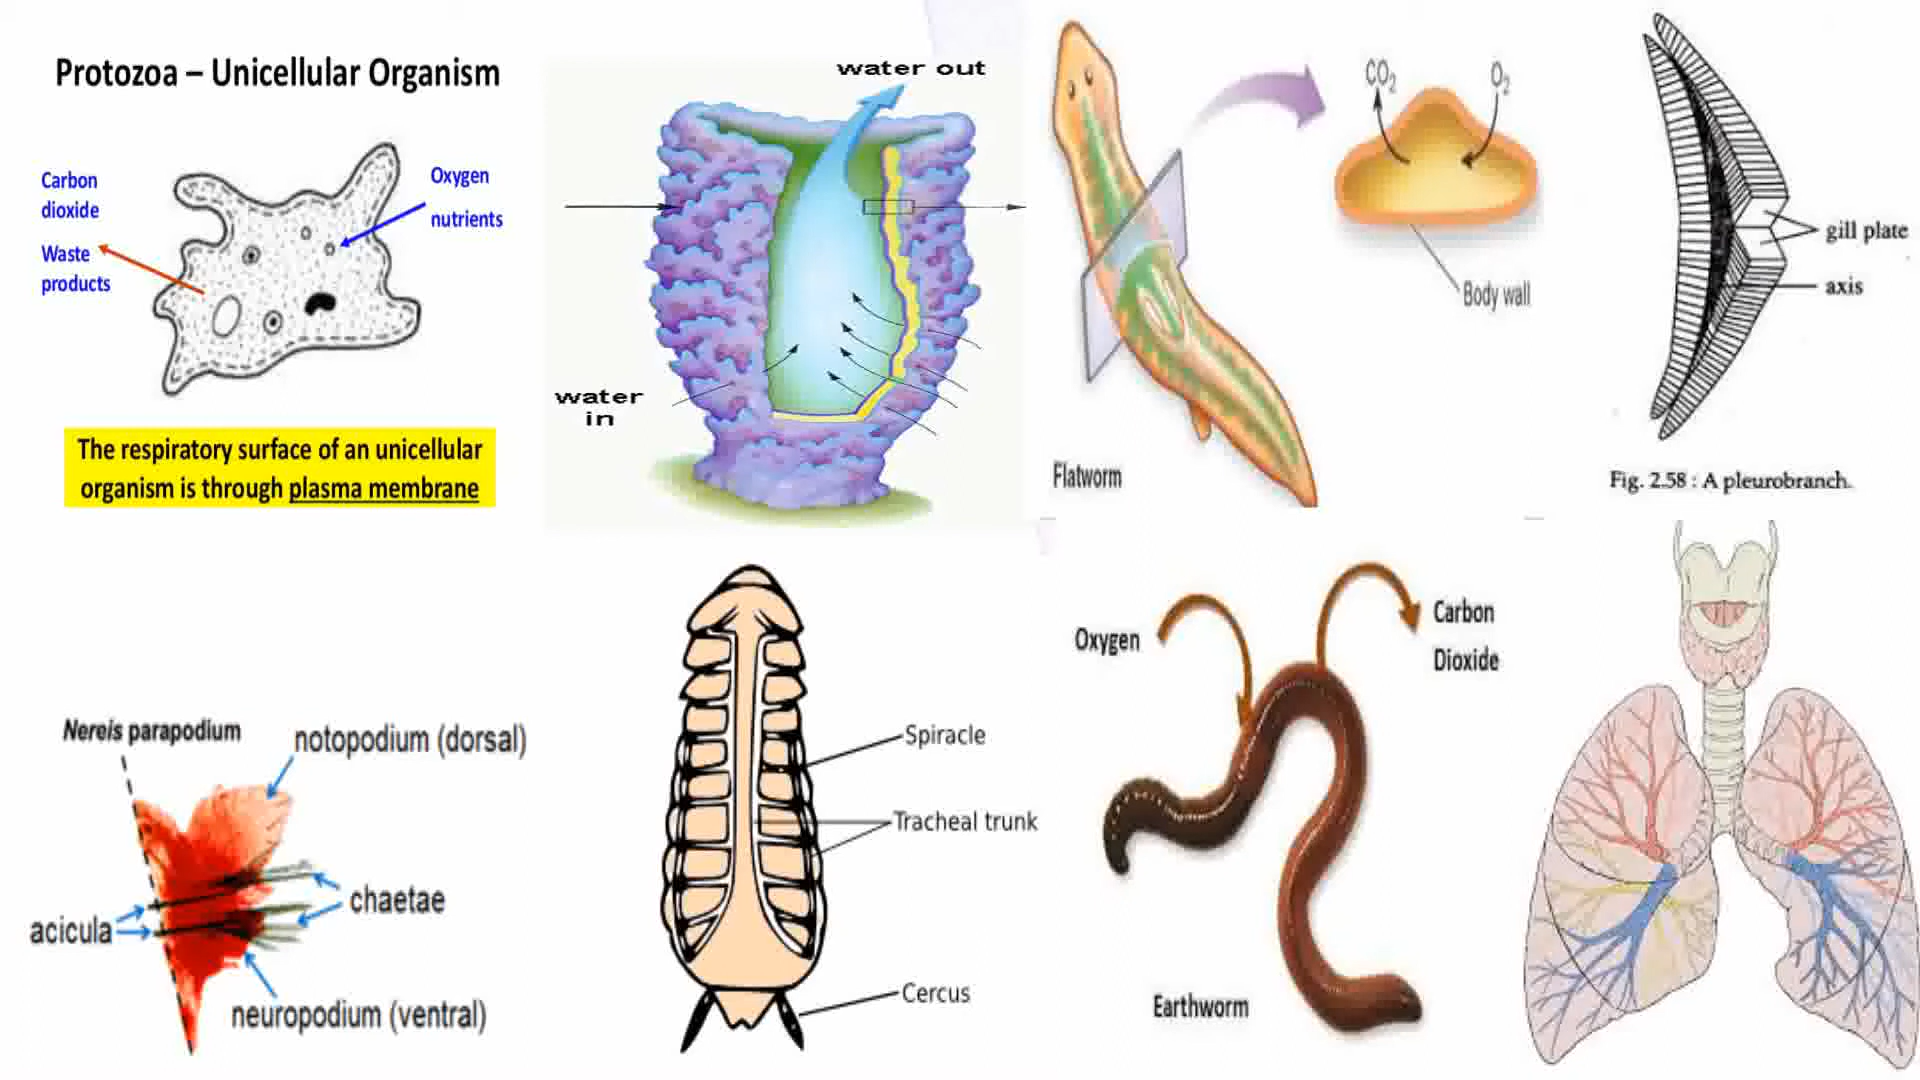 Protozoa – Unicellular Organism
Carbon
dioxide
Waste
products
Oxygen
nutrients
The respiratory surface of an unicellular
organism is through plasma membrane
water out
water
in
Flatworm
CO₂
O₂
Body wall
gill plate
axis
Fig. 2.58 : A pleurobranch.
Nereis parapodium
notopodium (dorsal)
chaetae
acicula
neuropodium (ventral)
Spiracle
Tracheal trunk
Cercus
Oxygen
Carbon
Dioxide
Earthworm